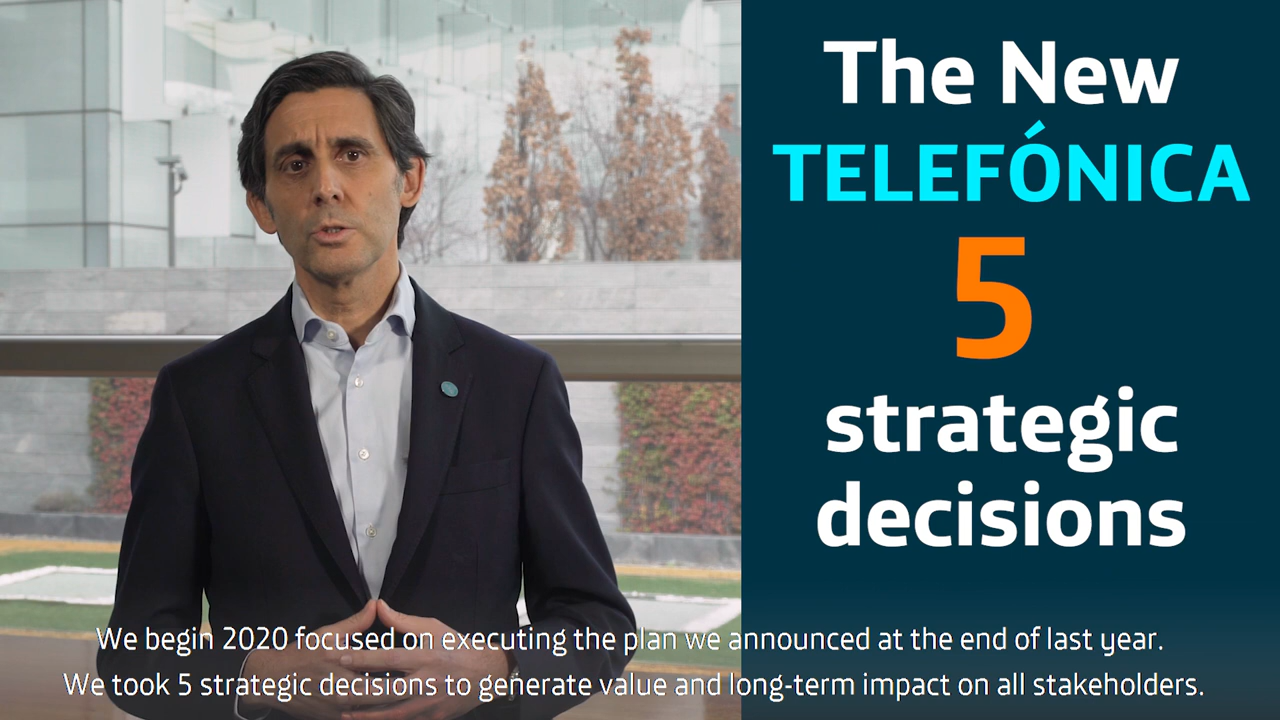 The New
TELEFÓNICA
5
strategic
decisions
We begin 2020 focused on executing the plan we announced at the end of last year.
We took 5 strategic decisions to generate value and long-term impact on all stakeholders.